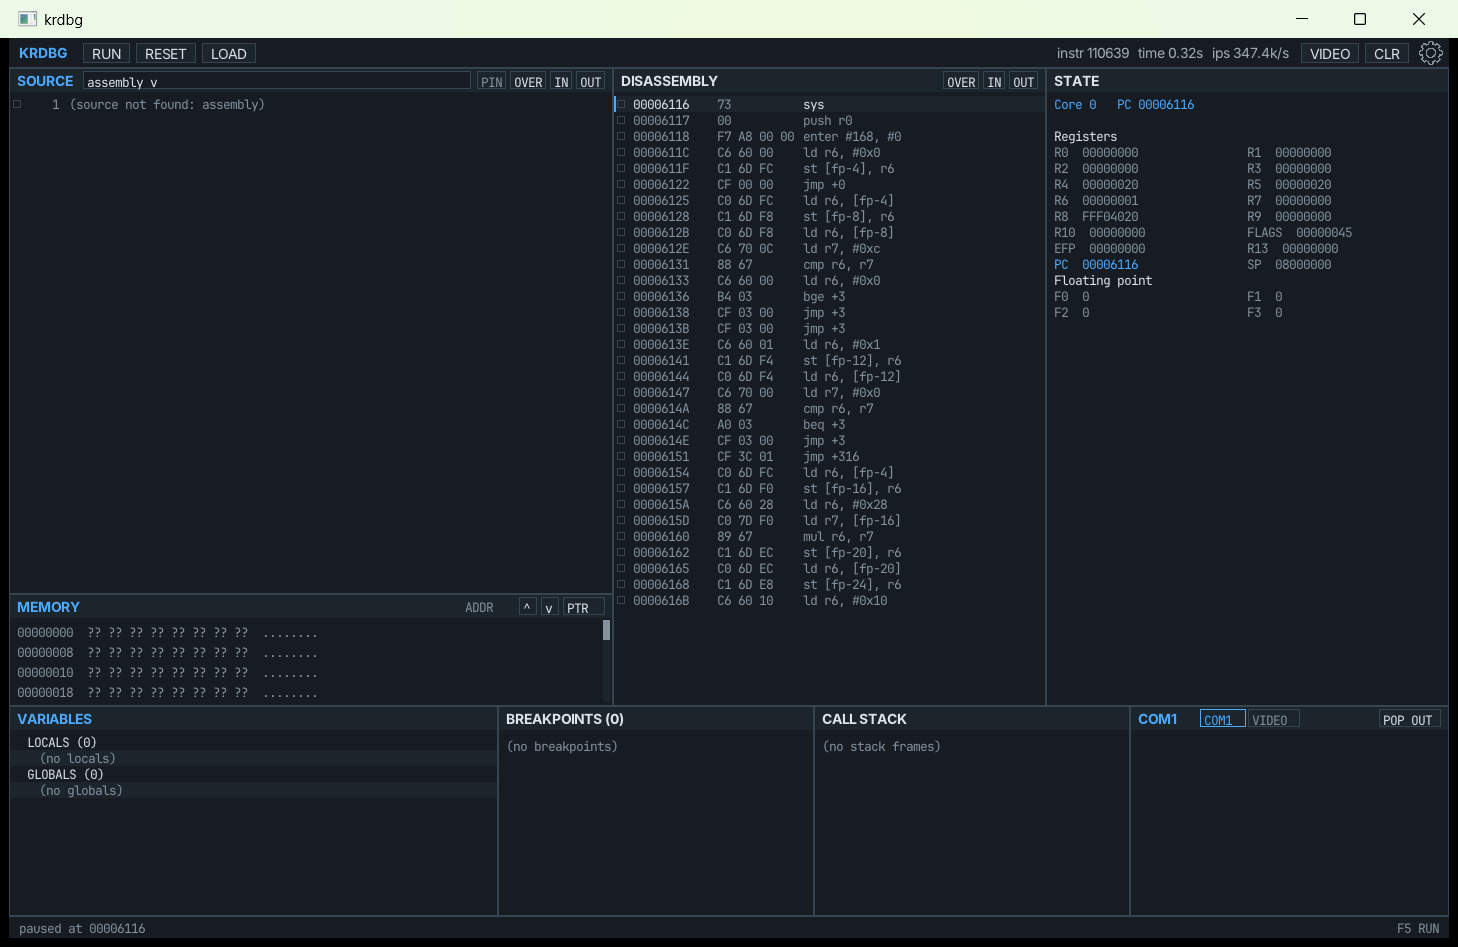 krdbg
KRDBG RUN RESET LOAD instr 110639 time 0.32s ips 347.4k/s VIDEO CLR
SOURCE assembly v PIN OVER IN OUT
1 (source not found: assembly)
DISASSEMBLY OVER IN OUT
00006116 73 sys
00006117 00 push r0
00006118 F7 A8 00 00 enter #168, #0
0000611C C6 60 00 ld r6, #0x0
0000611F C1 6D FC st [fp-4], r6
00006122 CF 00 00 jmp +0
00006125 C0 6D FC ld r6, [fp-4]
00006128 C1 6D F8 st [fp-8], r6
0000612B C0 6D F8 ld r6, [fp-8]
0000612E C6 70 0C ld r7, #0xc
00006131 88 67 cmp r6, r7
00006133 C6 60 00 ld r6, #0x0
00006136 B4 03 bge +3
00006138 CF 03 00 jmp +3
0000613B CF 03 00 jmp +3
0000613E C6 60 01 ld r6, #0x1
00006141 C1 6D F4 st [fp-12], r6
00006144 C0 6D F4 ld r6, [fp-12]
00006147 C6 70 00 ld r7, #0x0
0000614A 88 67 cmp r6, r7
0000614C A0 03 beq +3
0000614E CF 03 00 jmp +3
00006151 CF 3C 01 jmp +316
00006154 C0 6D FC ld r6, [fp-4]
00006157 C1 6D F0 st [fp-16], r6
0000615A C6 60 28 ld r6, #0x28
0000615D C0 7D F0 ld r7, [fp-16]
00006160 89 67 mul r6, r7
00006162 C1 6D EC st [fp-20], r6
00006165 C0 6D EC ld r6, [fp-20]
00006168 C1 6D E8 st [fp-24], r6
0000616B C6 60 10 ld r6, #0x10
STATE
Core 0 PC 00006116
Registers
R0 00000000 R1 00000000
R2 00000000 R3 00000000
R4 00000020 R5 00000020
R6 00000001 R7 00000000
R8 FFF04020 R9 00000000
R10 00000000 FLAGS 00000045
EFP 00000000 R13 00000000
PC 00006116 SP 08000000
Floating point
F0 0 F1 0
F2 0 F3 0
MEMORY ADDR ^ v PTR
00000000 ?? ?? ?? ?? ?? ?? ?? ?? ........
00000008 ?? ?? ?? ?? ?? ?? ?? ?? ........
00000010 ?? ?? ?? ?? ?? ?? ?? ?? ........
00000018 ?? ?? ?? ?? ?? ?? ?? ?? ........
VARIABLES
LOCALS (0)
(no locals)
GLOBALS (0)
(no globals)
BREAKPOINTS (0)
(no breakpoints)
CALL STACK
(no stack frames)
COM1 COM1 VIDEO POP OUT
paused at 00006116 F5 RUN